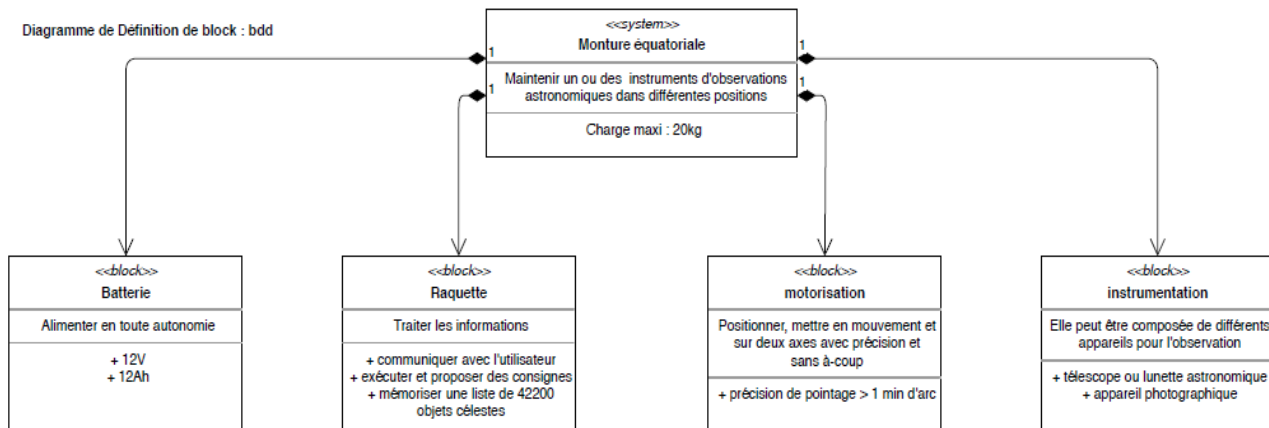 Diagramme de Définition de block : bdd
<<system>>
Monture équatoriale
1
1
Maintenir un ou des instruments d'observations
astronomiques dans différentes positions
1
1
Charge maxi : 20kg
<<block>>
Batterie
Alimenter en toute autonomie
+ 12V
+ 12Ah
<<block>>
Raquette
Traiter les informations
+ communiquer avec l'utilisateur
+ exécuter et proposer des consignes
+ mémoriser une liste de 42200
objets célestes
<<block>>
motorisation
Positionner, mettre en mouvement et
sur deux axes avec précision et
sans à-coup
+ précision de pointage > 1 min d'arc
<<block>>
instrumentation
Elle peut être composée de différents
appareils pour l'observation
+ télescope ou lunette astronomique
+ appareil photographique